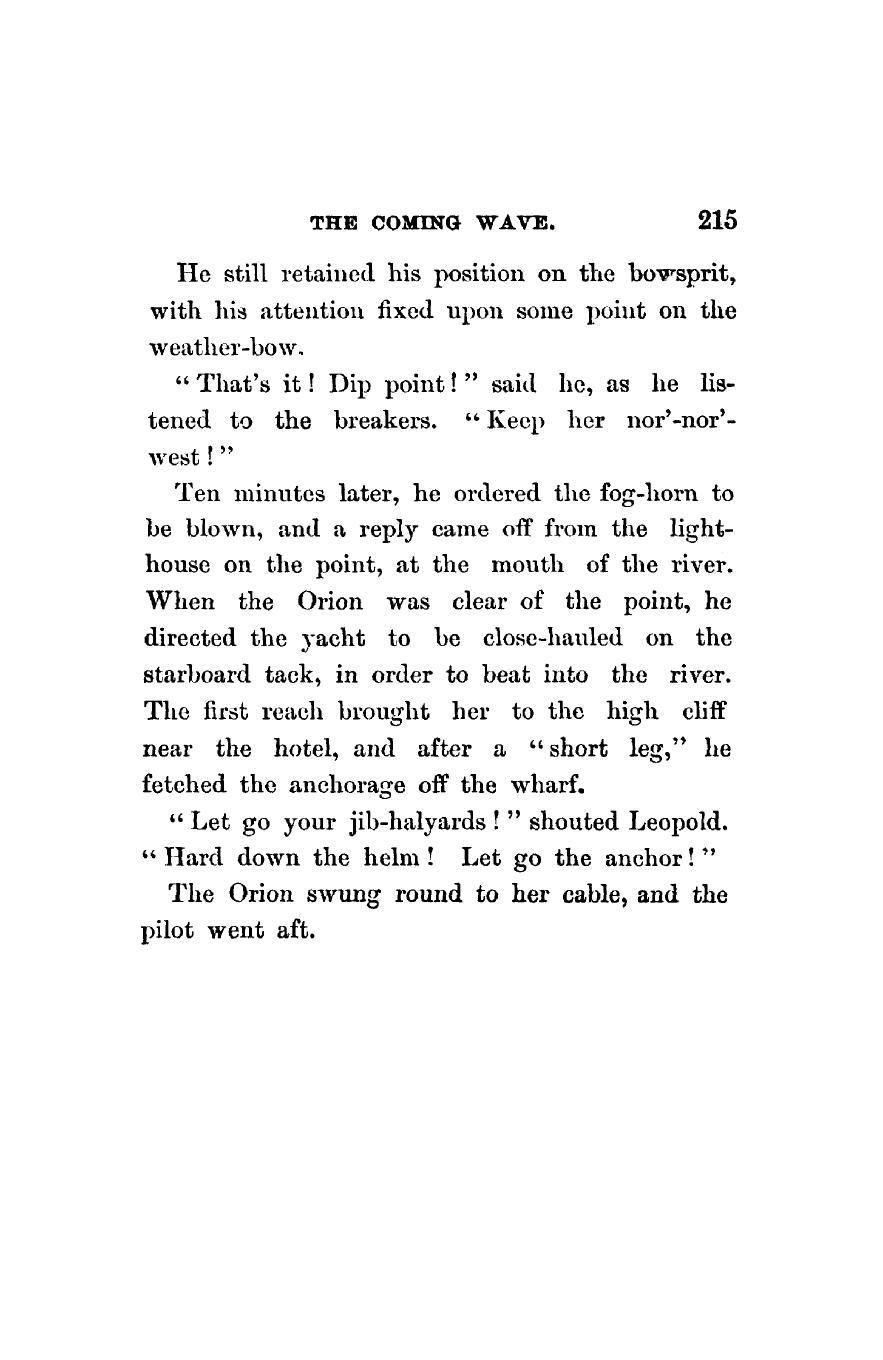 THE COMING WAVE. 215
He still retained his position on the bowsprit,
with his attention fixed upon some point on the
weather-bow.
“That’s it! Dip point!” said he, as he lis-
tened to the breakers. “Keep her nor’-nor’-
west!”
Ten minutes later, he ordered the fog-horn to
be blown, and a reply came off from the light-
house on the point, at the mouth of the river.
When the Orion was clear of the point, he
directed the yacht to be close-hauled on the
starboard tack, in order to beat into the river.
The first reach brought her to the high cliff
near the hotel, and after a “short leg,” he
fetched the anchorage off the wharf.
“Let go your jib-halyards!” shouted Leopold.
“Hard down the helm! Let go the anchor!”
The Orion swung round to her cable, and the
pilot went aft.